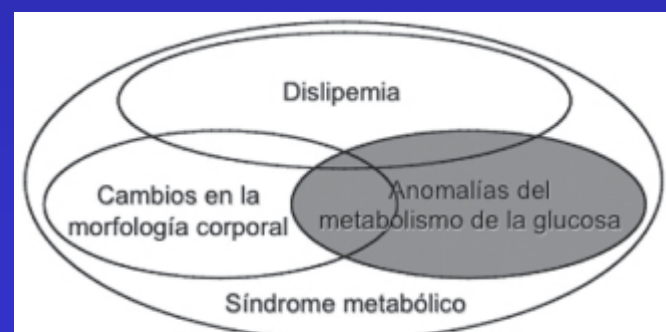 Dislipemia
Cambios en la
morfología corporal
Anomalías del
metabolismo de la glucosa
Síndrome metabólico